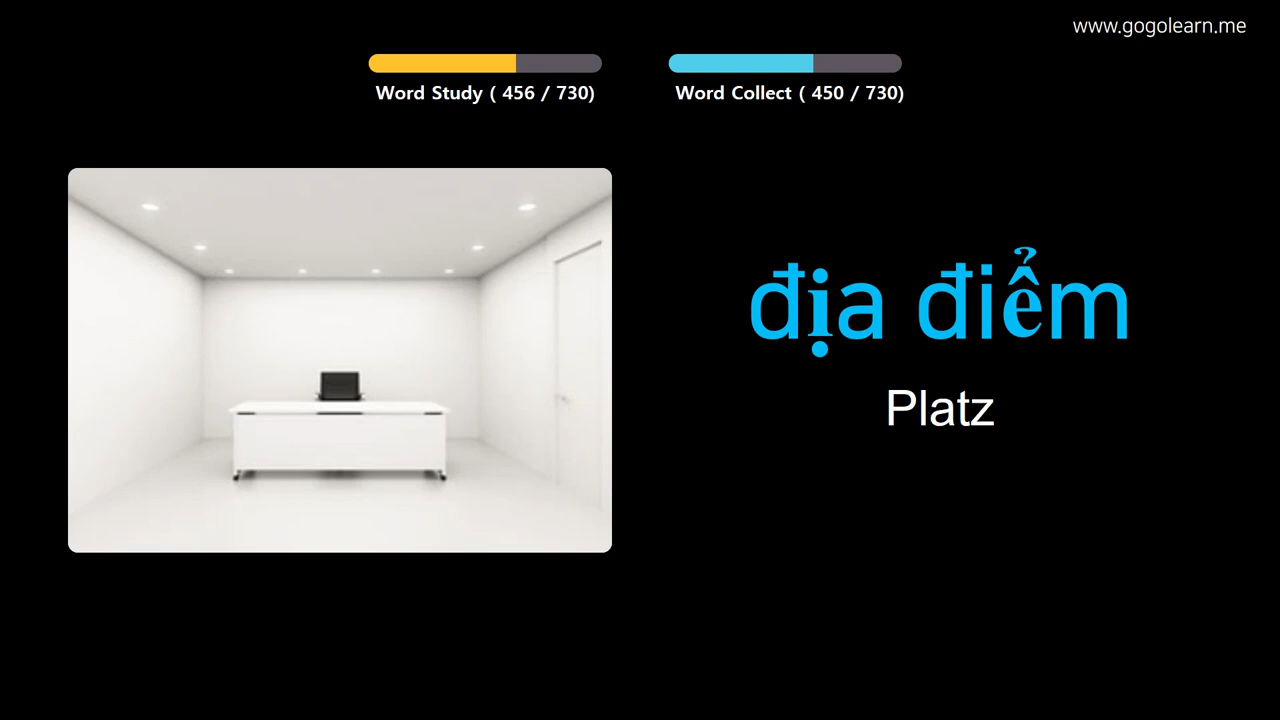 www.gogolearn.me
Word Study ( 456 / 730)
Word Collect ( 450 / 730)
địa điểm
Platz